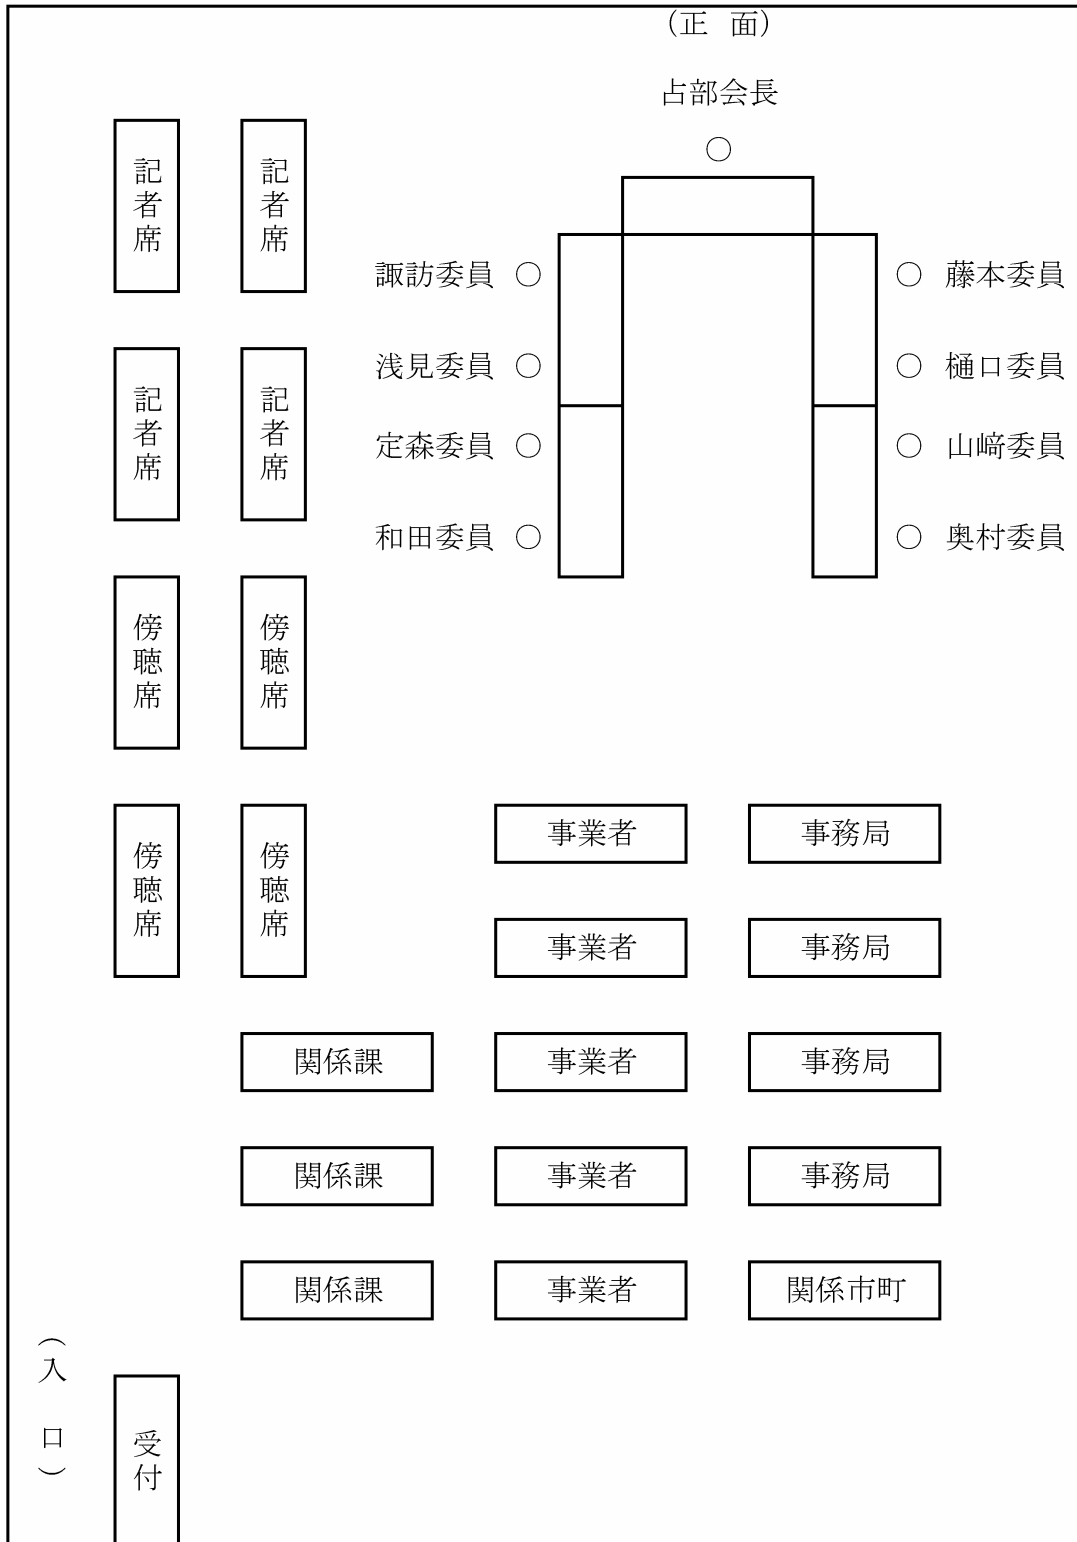 (正 面)
占部会長
○
記者席 記者席
諏訪委員 ○ ○ 藤本委員
浅見委員 ○ ○ 樋口委員
記者席 記者席
定森委員 ○ ○ 山﨑委員
和田委員 ○ ○ 奥村委員
傍聴席 傍聴席
傍聴席 傍聴席
事業者 事務局
事業者 事務局
関係課 事業者 事務局
関係課 事業者 事務局
関係課 事業者 関係市町
(入 口)
受付